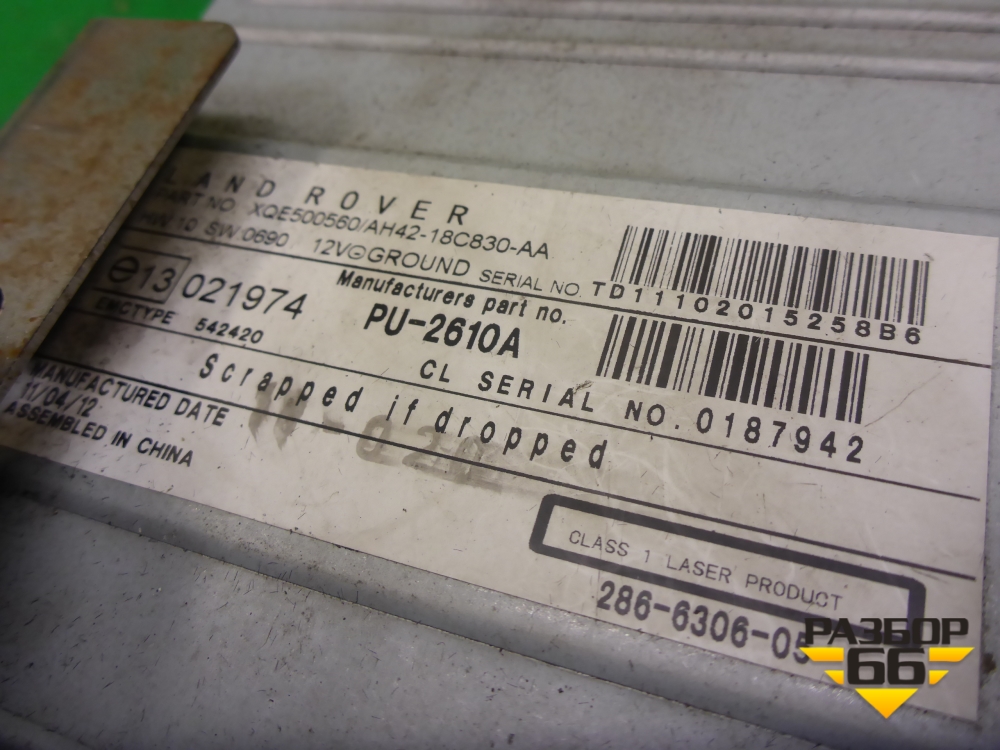 LAND ROVER
PART NO. XQE500560/AH42-18C830-AA
HW 10 SW 0690 12V⊖GROUND SERIAL NO. TD11102015258B6
e13 021974 Manufacturers part no.
PU-2610A
EMCTYPE 542420 CL SERIAL NO. 0187942
Scrapped if dropped
MANUFACTURED DATE
11/04/12
ASSEMBLED IN CHINA
CLASS 1 LASER PRODUCT
286-6306-05
РАЗБОР
66